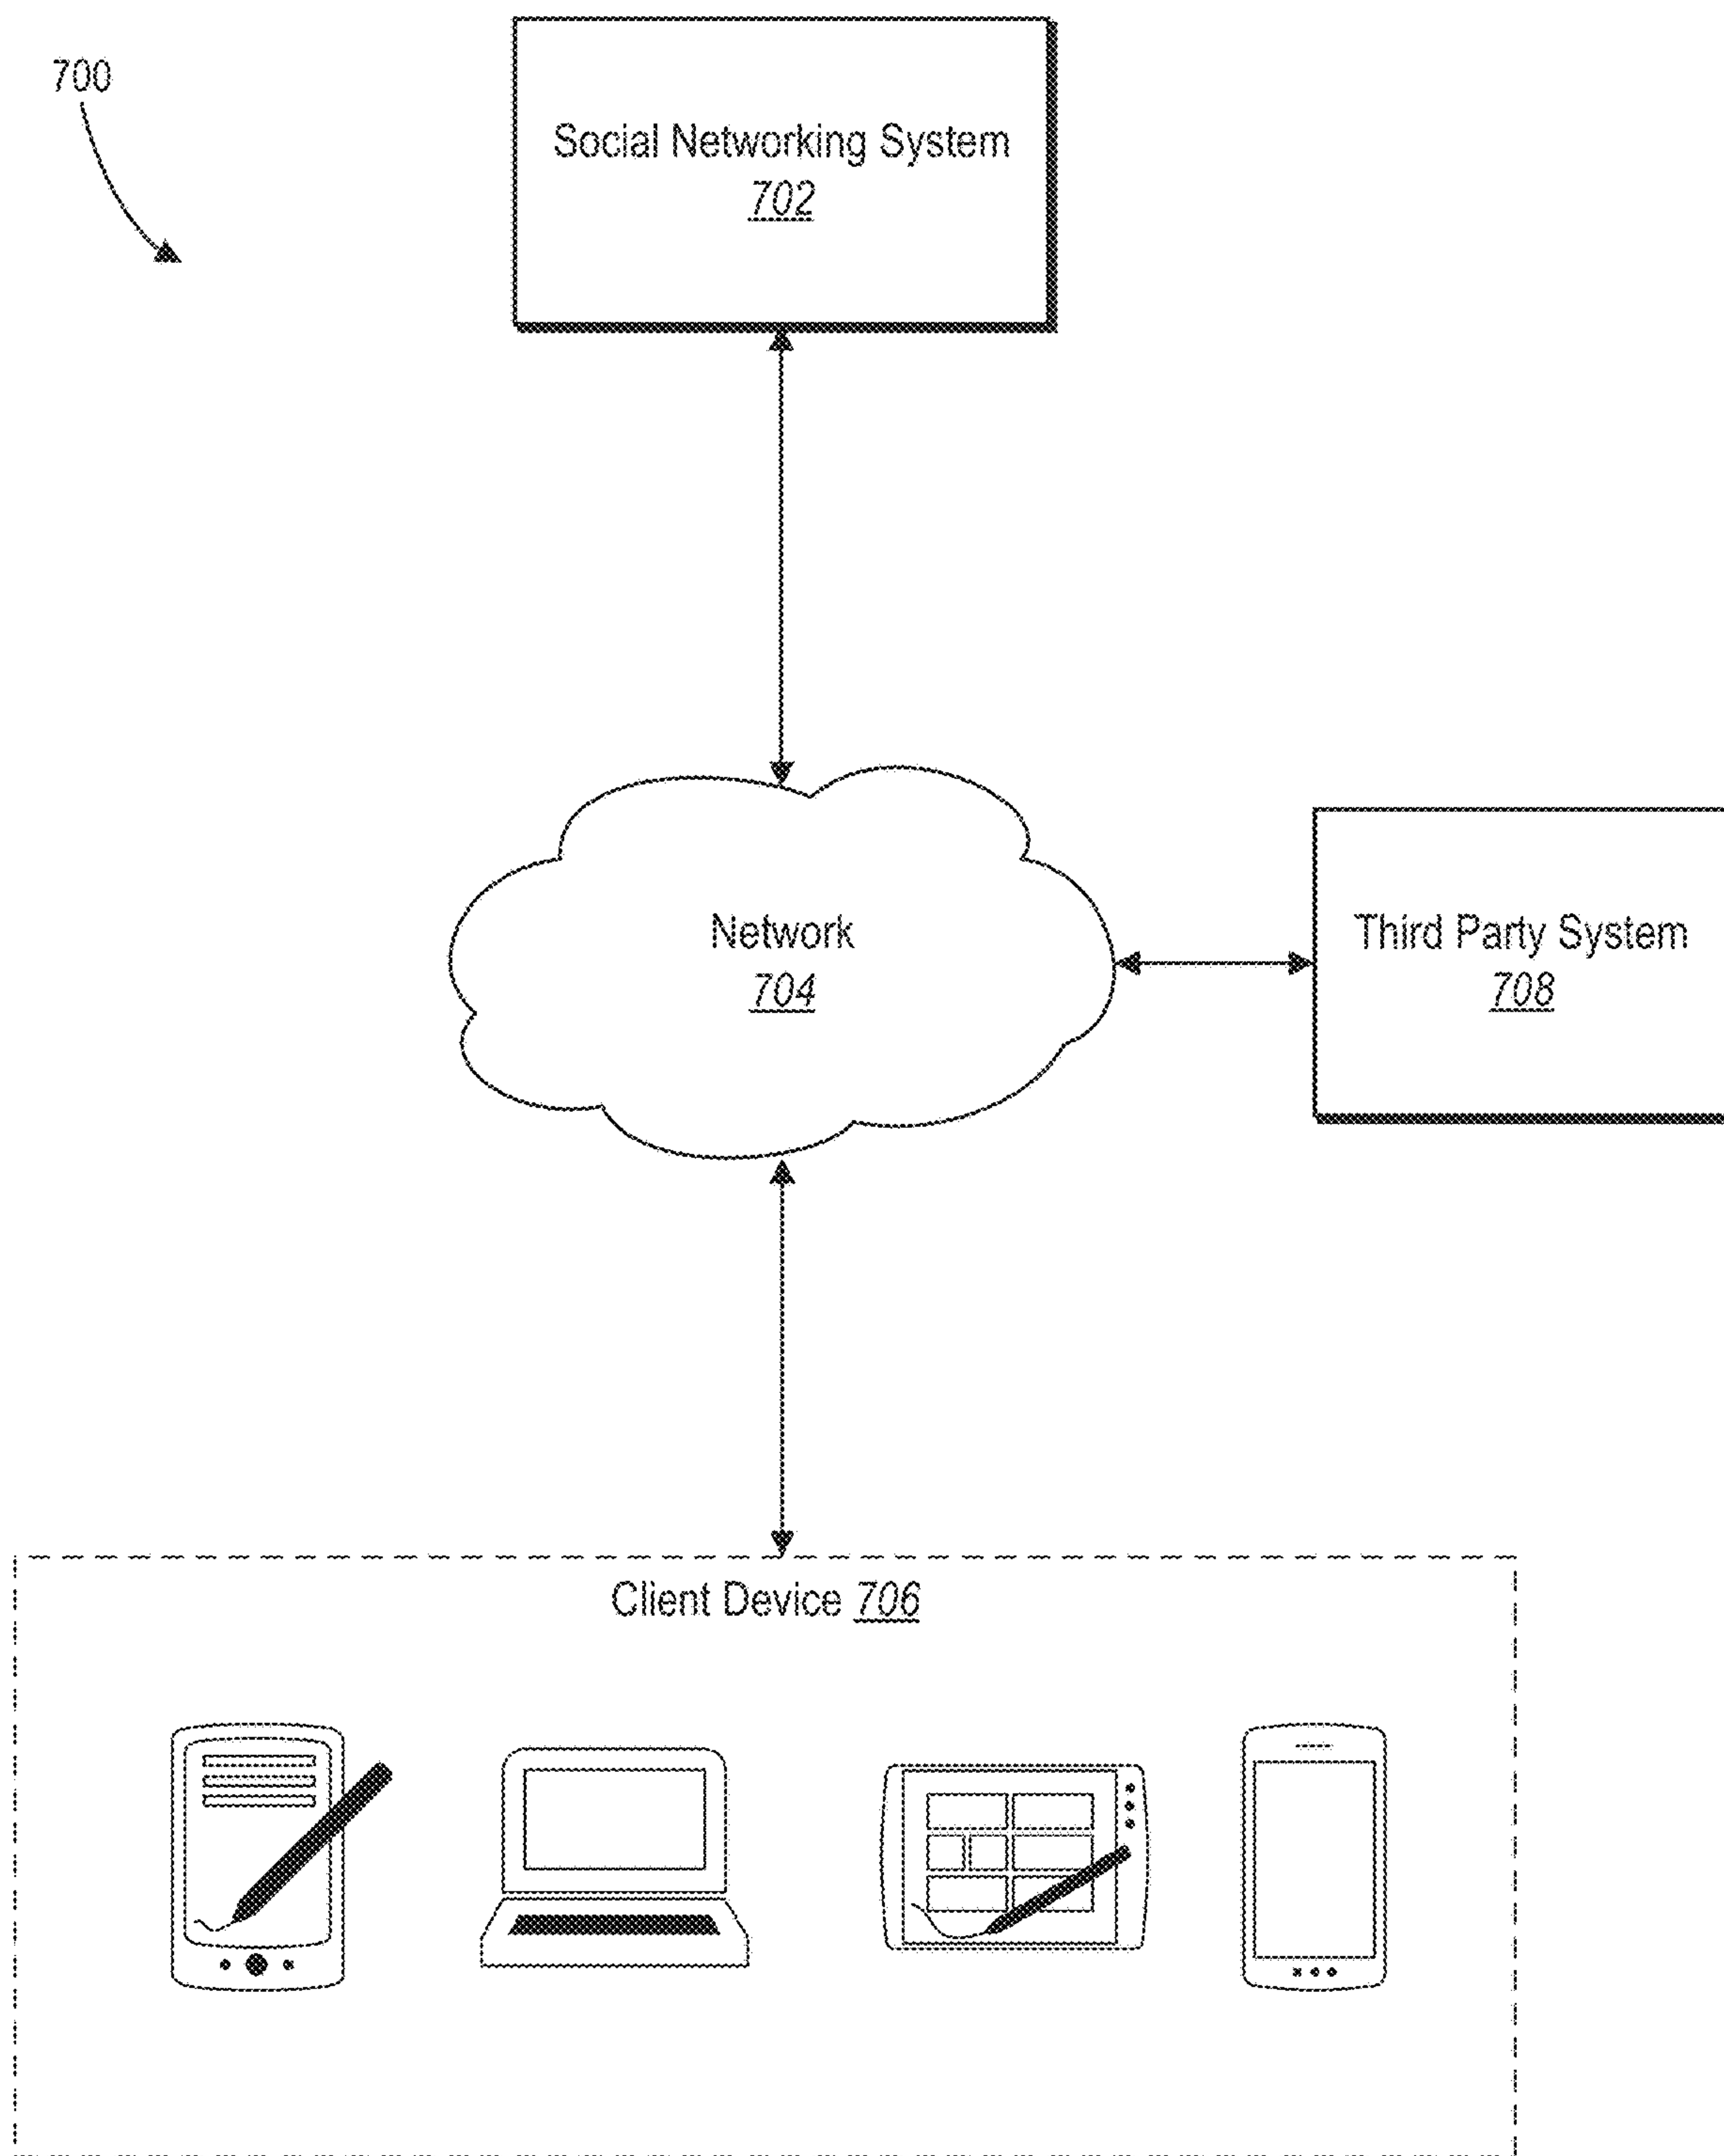 700
Social Networking System
702
Network
704
Third Party System
708
Client Device 706